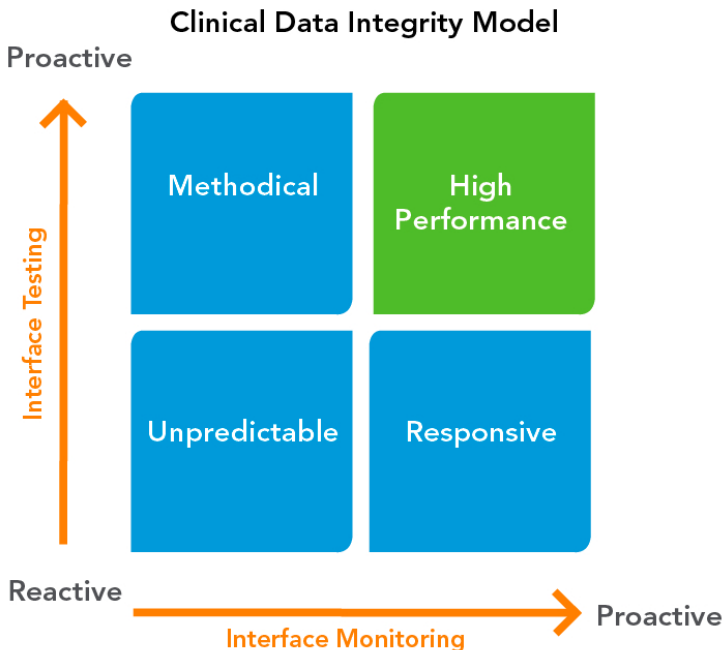 Clinical Data Integrity Model
Proactive
Methodical
High
Performance
Interface Testing
Unpredictable
Responsive
Reactive
Proactive
Interface Monitoring